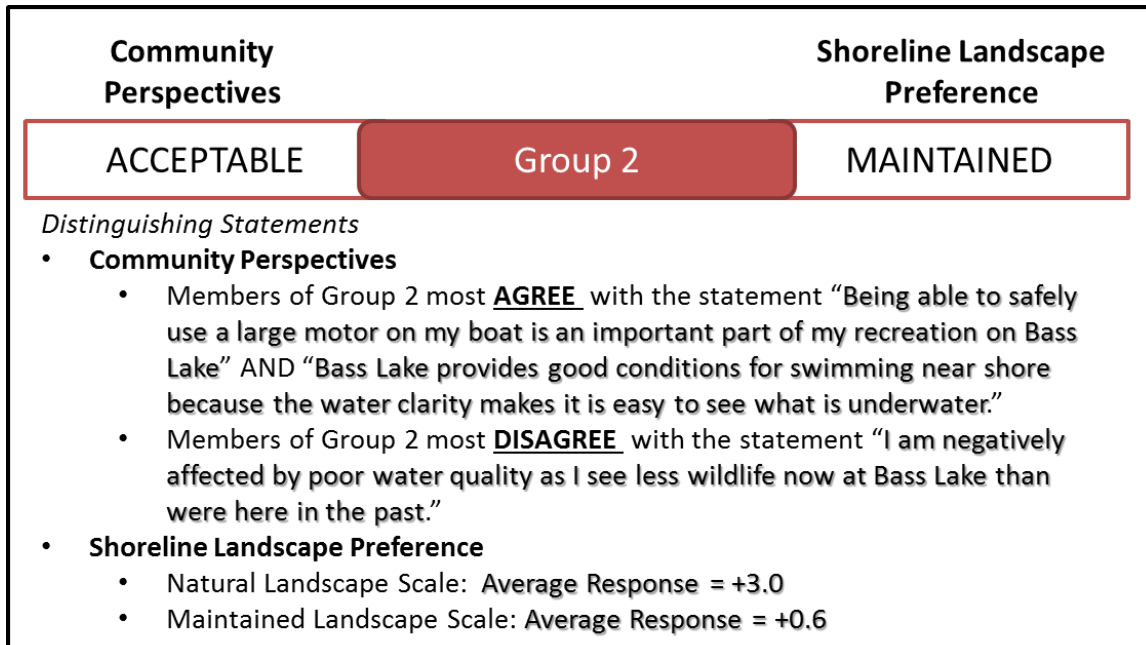 Community Perspectives
Shoreline Landscape Preference
ACCEPTABLE
Group 2
MAINTAINED
Distinguishing Statements
• Community Perspectives
• Members of Group 2 most AGREE with the statement “Being able to safely
use a large motor on my boat is an important part of my recreation on Bass
Lake” AND “Bass Lake provides good conditions for swimming near shore
because the water clarity makes it is easy to see what is underwater.”
• Members of Group 2 most DISAGREE with the statement “I am negatively
affected by poor water quality as I see less wildlife now at Bass Lake than
were here in the past.”
• Shoreline Landscape Preference
• Natural Landscape Scale: Average Response = +3.0
• Maintained Landscape Scale: Average Response = +0.6